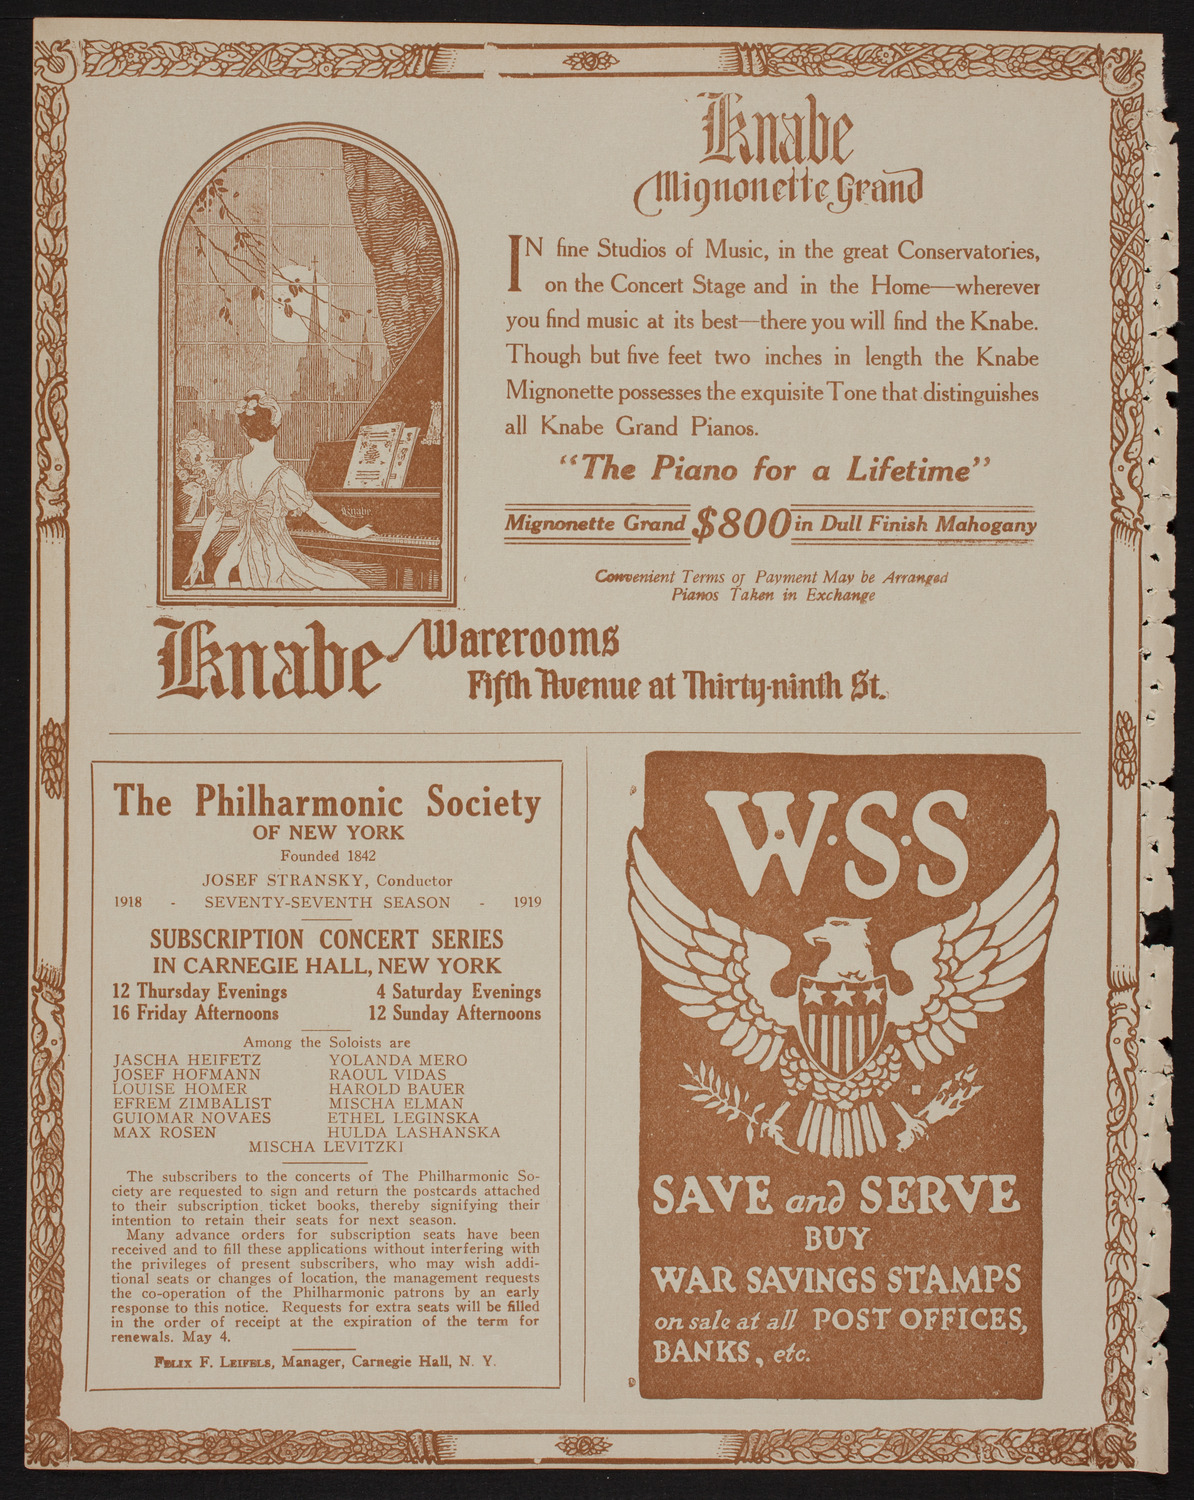 Knabe
Mignonette Grand
IN fine Studios of Music, in the great Conservatories,
on the Concert Stage and in the Home—wherever
you find music at its best—there you will find the Knabe.
Though but five feet two inches in length the Knabe
Mignonette possesses the exquisite Tone that distinguishes
all Knabe Grand Pianos.
"The Piano for a Lifetime"
Mignonette Grand $800 in Dull Finish Mahogany
Convenient Terms of Payment May be Arranged
Pianos Taken in Exchange
Knabe
Knabe Warerooms
Fifth Avenue at Thirty-ninth St.
The Philharmonic Society
OF NEW YORK
Founded 1842
JOSEF STRANSKY, Conductor
1918 - SEVENTY-SEVENTH SEASON - 1919
SUBSCRIPTION CONCERT SERIES
IN CARNEGIE HALL, NEW YORK
12 Thursday Evenings 4 Saturday Evenings
16 Friday Afternoons 12 Sunday Afternoons
Among the Soloists are
JASCHA HEIFETZ YOLANDA MERO
JOSEF HOFMANN RAOUL VIDAS
LOUISE HOMER HAROLD BAUER
EFREM ZIMBALIST MISCHA ELMAN
GUIOMAR NOVAES ETHEL LEGINSKA
MAX ROSEN HULDA LASHANSKA
MISCHA LEVITZKI
The subscribers to the concerts of The Philharmonic So-
ciety are requested to sign and return the postcards attached
to their subscription ticket books, thereby signifying their
intention to retain their seats for next season.
Many advance orders for subscription seats have been
received and to fill these applications without interfering with
the privileges of present subscribers, who may wish addi-
tional seats or changes of location, the management requests
the co-operation of the Philharmonic patrons by an early
response to this notice. Requests for extra seats will be filled
in the order of receipt at the expiration of the term for
renewals. May 4.
FELIX F. LEIFELS, Manager, Carnegie Hall, N. Y.
W·S·S
SAVE and SERVE
BUY
WAR SAVINGS STAMPS
on sale at all POST OFFICES,
BANKS, etc.